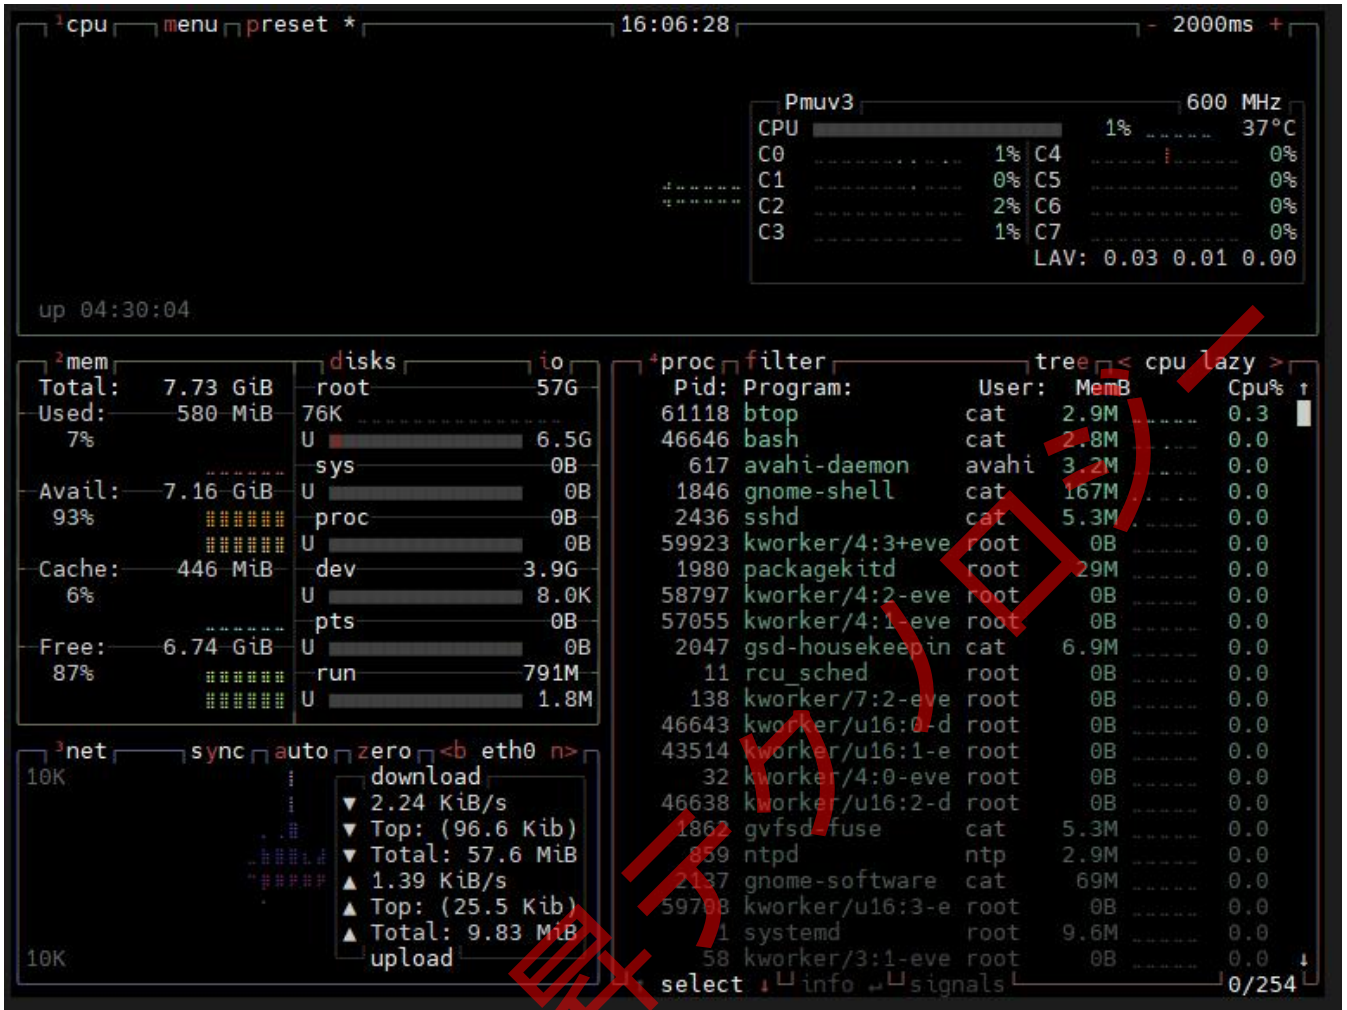 ¹cpu menu preset * 16:06:28 - 2000ms +
Pmuv3 600 MHz
CPU 1% 37°C
C0 1% C4 0%
C1 0% C5 0%
C2 2% C6 0%
C3 1% C7 0%
LAV: 0.03 0.01 0.00
up 04:30:04
²mem disks io
Total: 7.73 GiB
Used: 580 MiB
7%
Avail: 7.16 GiB
93%
Cache: 446 MiB
6%
Free: 6.74 GiB
87%
root 57G
76K
U 6.5G
sys 0B
U 0B
proc 0B
U 0B
dev 3.9G
U 8.0K
pts 0B
U 0B
run 791M
U 1.8M
³net sync auto zero <b eth0 n>
10K
10K
download
▼ 2.24 KiB/s
▼ Top: (96.6 Kib)
▼ Total: 57.6 MiB
▲ 1.39 KiB/s
▲ Top: (25.5 Kib)
▲ Total: 9.83 MiB
upload
⁴proc filter tree < cpu lazy >
Pid: Program: User: MemB Cpu% ↑
61118 btop cat 2.9M 0.3
46646 bash cat 2.8M 0.0
617 avahi-daemon avahi 3.2M 0.0
1846 gnome-shell cat 167M 0.0
2436 sshd cat 5.3M 0.0
59923 kworker/4:3+eve root 0B 0.0
1980 packagekitd root 29M 0.0
58797 kworker/4:2-eve root 0B 0.0
57055 kworker/4:1-eve root 0B 0.0
2047 gsd-housekeepin cat 6.9M 0.0
11 rcu_sched root 0B 0.0
138 kworker/7:2-eve root 0B 0.0
46643 kworker/u16:0-d root 0B 0.0
43514 kworker/u16:1-e root 0B 0.0
32 kworker/4:0-eve root 0B 0.0
46638 kworker/u16:2-d root 0B 0.0
1862 gvfsd-fuse cat 5.3M 0.0
859 ntpd ntp 2.9M 0.0
2137 gnome-software cat 69M 0.0
59708 kworker/u16:3-e root 0B 0.0
1 systemd root 9.6M 0.0
58 kworker/3:1-eve root 0B 0.0 ↓
↑ select ↓ info ↵ signals 0/254
テクノロジー